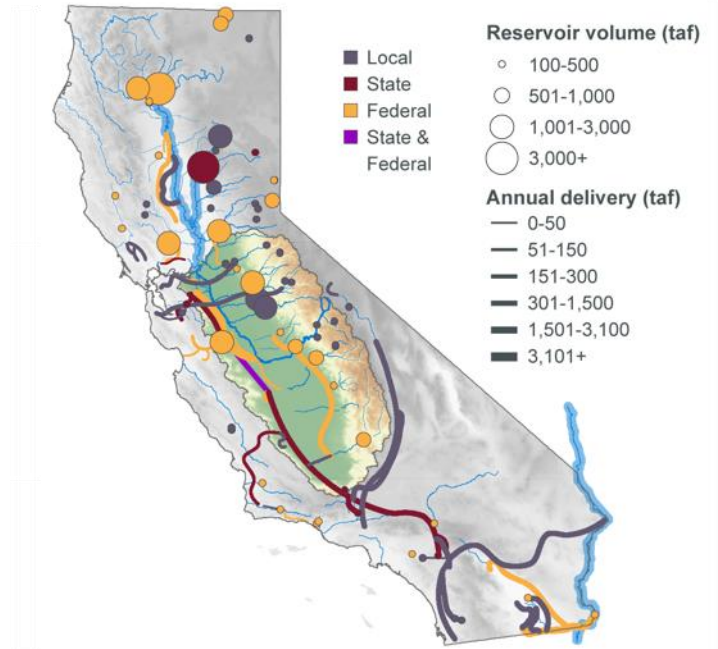 Local
State
Federal
State &
Federal
Reservoir volume (taf)
100-500
501-1,000
1,001-3,000
3,000+
Annual delivery (taf)
0-50
51-150
151-300
301-1,500
1,501-3,100
3,101+